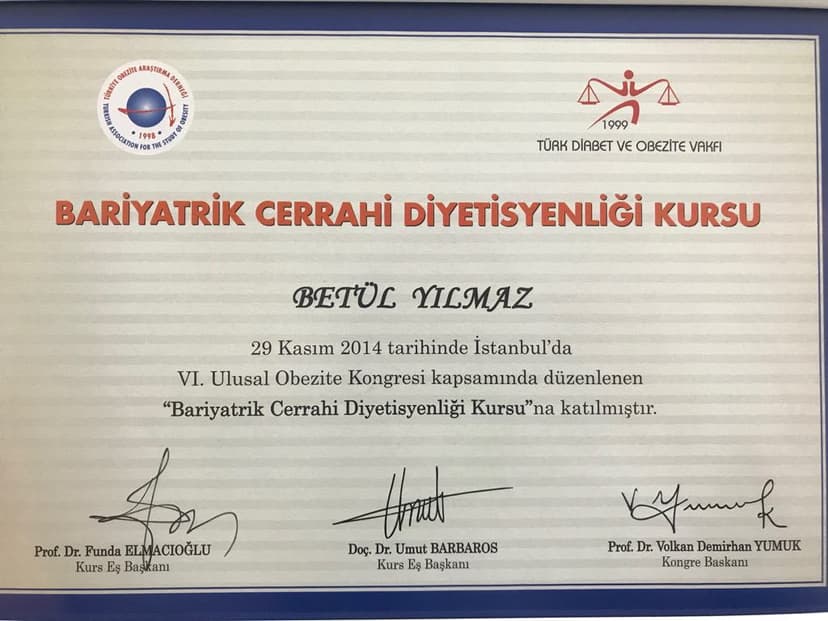 TÜRKİYE OBEZİTE ARAŞTIRMA DERNEĞİ
• 1998 •
TURKISH ASSOCIATION FOR THE STUDY OF OBESITY
1999
TÜRK DİABET VE OBEZİTE VAKFI
BARİYATRİK CERRAHİ DİYETİSYENLİĞİ KURSU
BETÜL YILMAZ
29 Kasım 2014 tarihinde İstanbul'da
VI. Ulusal Obezite Kongresi kapsamında düzenlenen
“Bariyatrik Cerrahi Diyetisyenliği Kursu”na katılmıştır.
Prof. Dr. Funda ELMACIOĞLU
Kurs Eş Başkanı
Doç. Dr. Umut BARBAROS
Kurs Eş Başkanı
Prof. Dr. Volkan Demirhan YUMUK
Kongre Baskanı